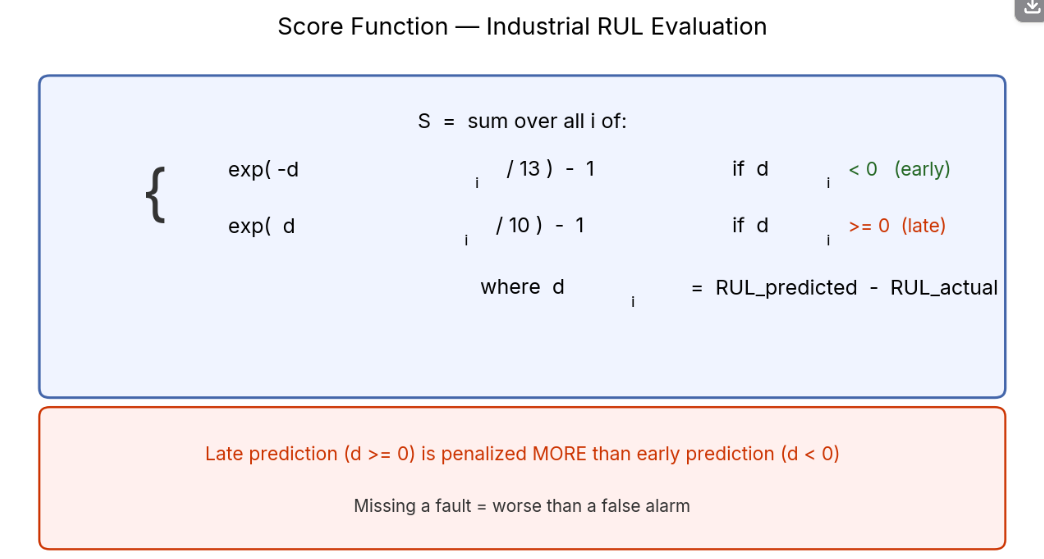 Score Function — Industrial RUL Evaluation
S = sum over all i of:
{ exp( -d i / 13 ) - 1 if d i < 0 (early)
exp( d i / 10 ) - 1 if d i >= 0 (late)
where d i = RUL_predicted - RUL_actual
Late prediction (d >= 0) is penalized MORE than early prediction (d < 0)
Missing a fault = worse than a false alarm